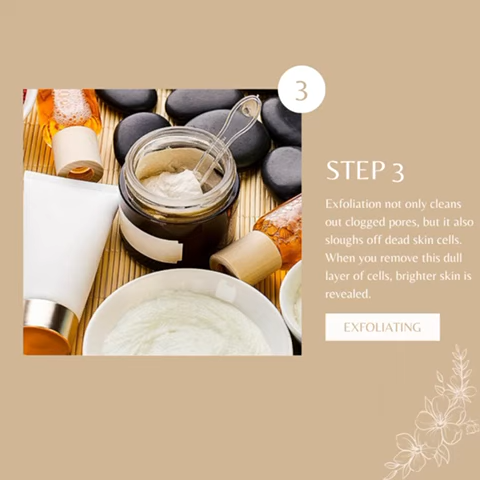 3
STEP 3
Exfoliation not only cleans
out clogged pores, but it also
sloughs off dead skin cells.
When you remove this dull
layer of cells, brighter skin is
revealed.
EXFOLIATING